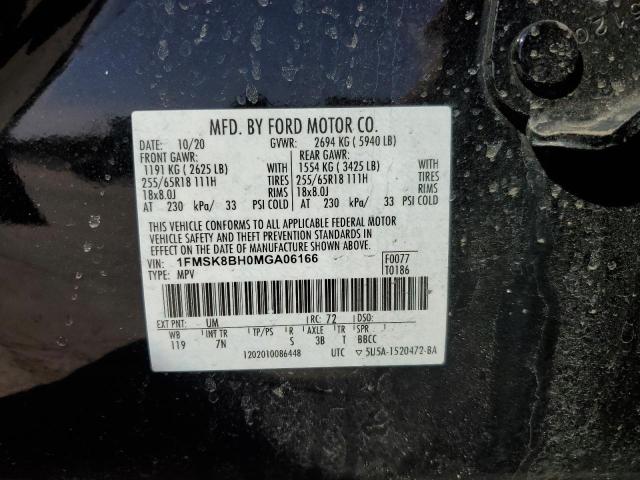 MFD. BY FORD MOTOR CO.
DATE: 10/20 GVWR: 2694 KG ( 5940 LB)
FRONT GAWR: REAR GAWR:
1191 KG ( 2625 LB) WITH 1554 KG ( 3425 LB) WITH
255/65R18 111H TIRES 255/65R18 111H TIRES
18x8.0J RIMS 18x8.0J RIMS
AT 230 kPa/ 33 PSI COLD AT 230 kPa/ 33 PSI COLD
THIS VEHICLE CONFORMS TO ALL APPLICABLE FEDERAL MOTOR
VEHICLE SAFETY AND THEFT PREVENTION STANDARDS IN
EFFECT ON THE DATE OF MANUFACTURE SHOWN ABOVE.
VIN: 1FMSK8BH0MGA06166 F0077
TYPE: MPV T0186
EXT PNT: UM RC: 72 DSO:
WB INT TR TP/PS R AXLE TR SPR
119 7N S 3B T BBCC
1202010086448 UTC ▽ 5U5A-1520472-BA